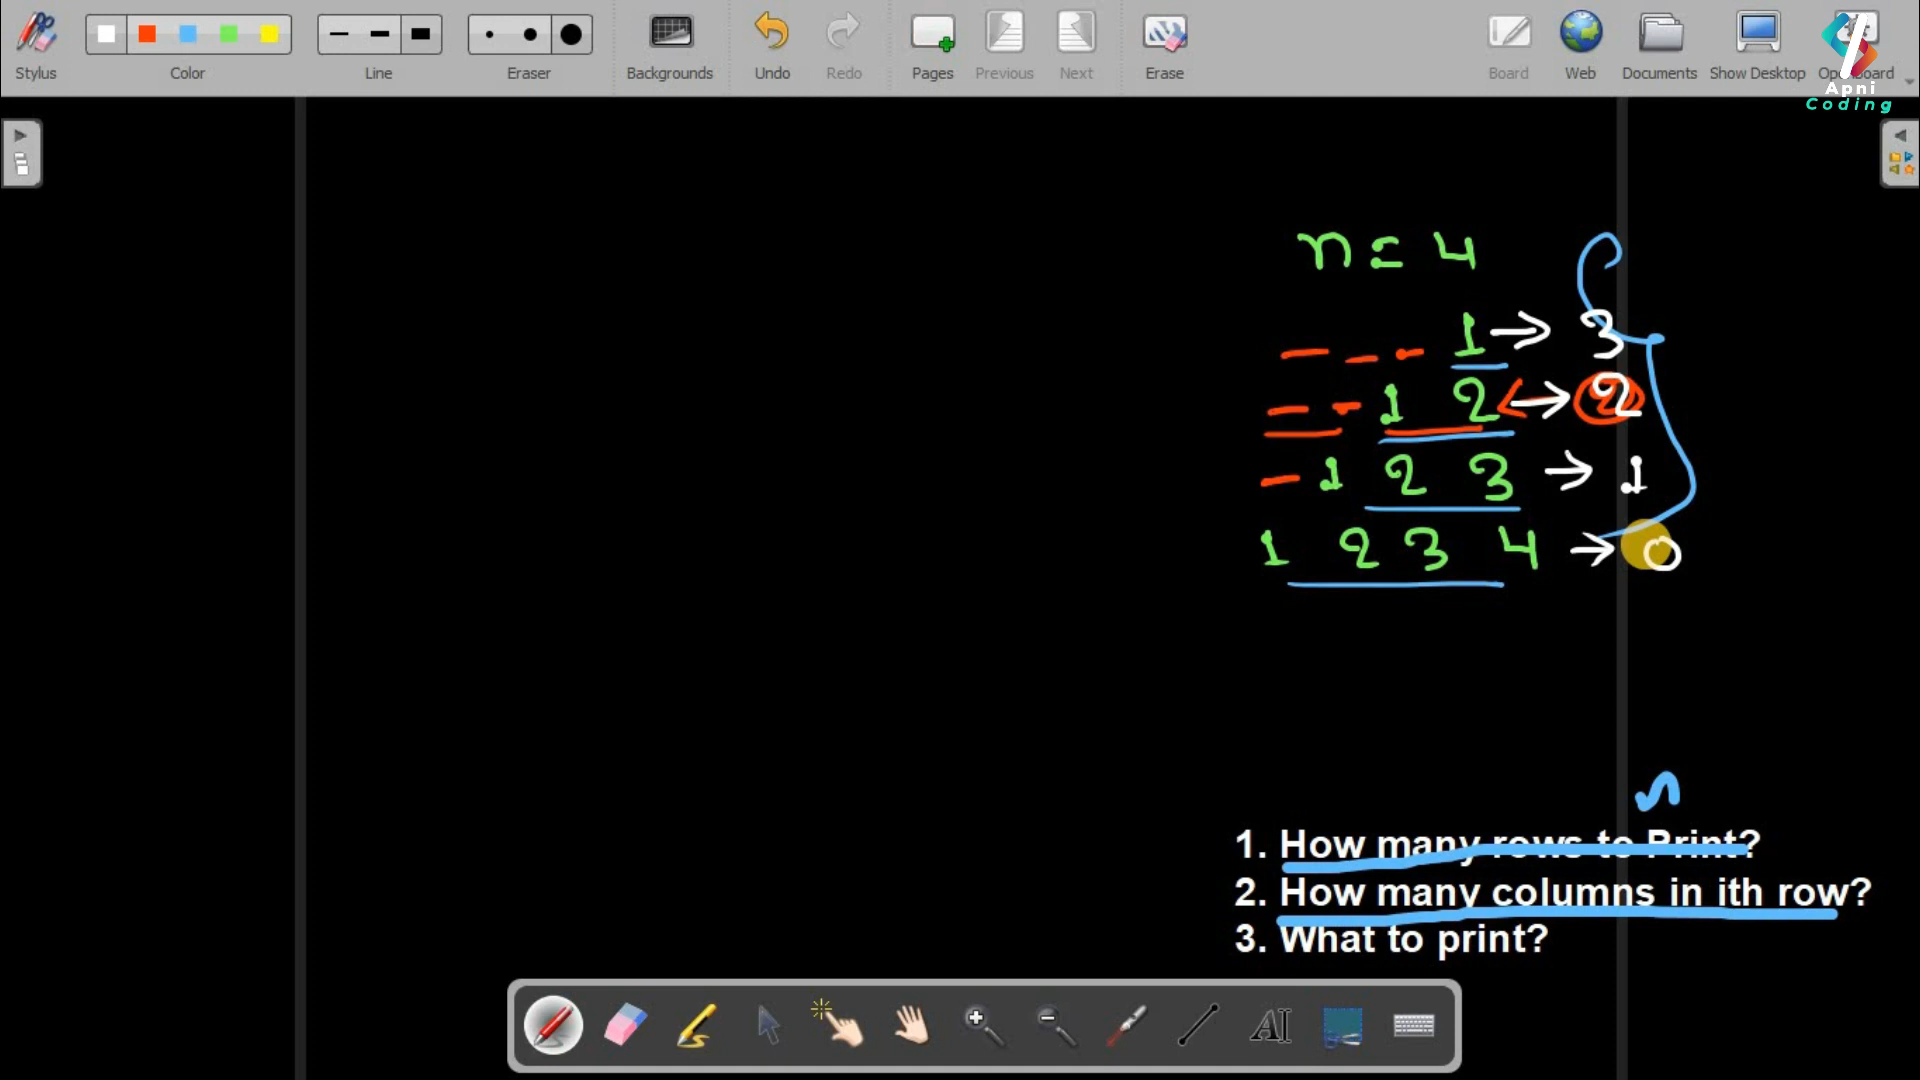 Stylus Color Line Eraser Backgrounds Undo Redo Pages Previous Next Erase Board Web Documents Show Desktop
Apni
Coding
n = 4
1 → 3
1 2 → 2
1 2 3 → 1
1 2 3 4 → 0
n
1. How many rows to Print?
2. How many columns in ith row?
3. What to print?
AI